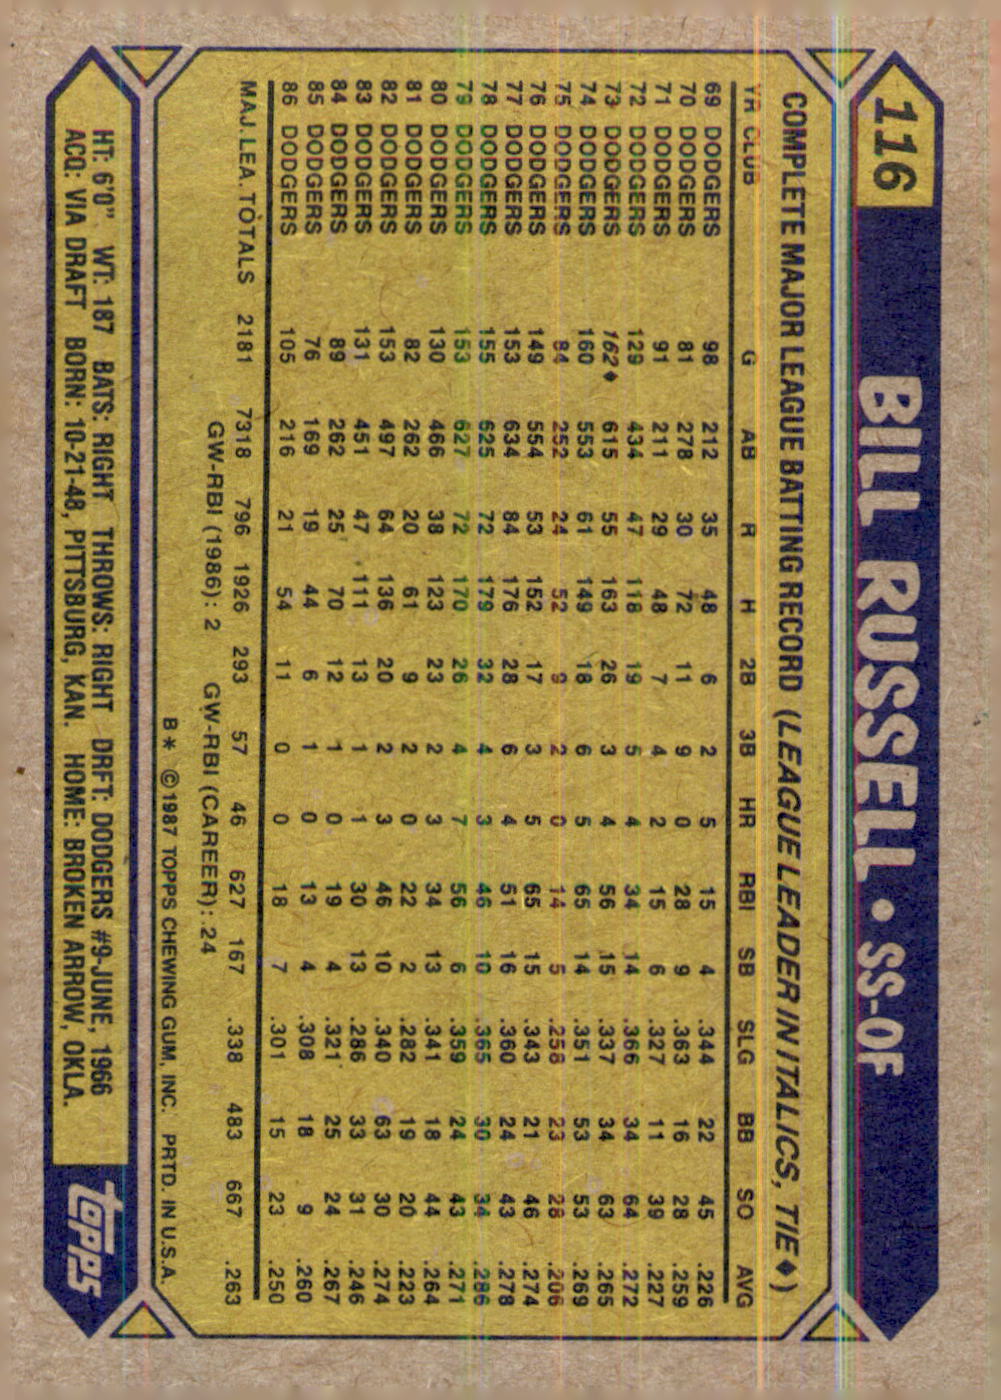 116
BILL RUSSELL • SS-OF
COMPLETE MAJOR LEAGUE BATTING RECORD (LEAGUE LEADER IN ITALICS, TIE ♦)
YR CLUB G AB R H 2B 3B HR RBI SB SLG BB SO AVG
69 DODGERS 98 212 35 48 6 2 5 15 4 .344 22 45 .226
70 DODGERS 81 278 30 72 11 9 0 28 9 .363 16 28 .259
71 DODGERS 91 211 29 48 7 4 2 15 6 .327 11 39 .227
72 DODGERS 129 434 47 118 19 5 4 34 14 .366 34 64 .272
73 DODGERS 162♦ 615 55 163 26 3 4 56 15 .337 34 63 .265
74 DODGERS 160 553 61 149 18 6 5 65 14 .351 53 53 .269
75 DODGERS 84 252 24 52 9 2 0 14 5 .258 23 28 .206
76 DODGERS 149 554 53 152 17 3 5 65 15 .343 21 46 .274
77 DODGERS 153 634 84 176 28 6 4 51 16 .360 24 43 .278
78 DODGERS 155 625 72 179 32 4 3 46 10 .365 30 34 .286
79 DODGERS 153 627 72 170 26 4 7 56 6 .359 24 43 .271
80 DODGERS 130 466 38 123 23 2 3 34 13 .341 18 44 .264
81 DODGERS 82 262 20 61 9 2 0 22 2 .282 19 20 .223
82 DODGERS 153 497 64 136 20 2 3 46 10 .340 63 30 .274
83 DODGERS 131 451 47 111 13 1 1 30 13 .286 33 31 .246
84 DODGERS 89 262 25 70 12 1 0 19 4 .321 25 24 .267
85 DODGERS 76 169 19 44 6 1 0 13 4 .308 18 9 .260
86 DODGERS 105 216 21 54 11 0 0 18 7 .301 15 23 .250
MAJ.LEA.TOTALS 2181 7318 796 1926 293 57 46 627 167 .338 483 667 .263
GW-RBI (1986): 2 GW-RBI (CAREER): 24
B* ©1987 TOPPS CHEWING GUM, INC. PRTD. IN U.S.A.
HT: 6'0" WT: 187 BATS: RIGHT THROWS: RIGHT DRFT: DODGERS #9-JUNE, 1966
ACQ: VIA DRAFT BORN: 10-21-48, PITTSBURG, KAN. HOME: BROKEN ARROW, OKLA.
topps